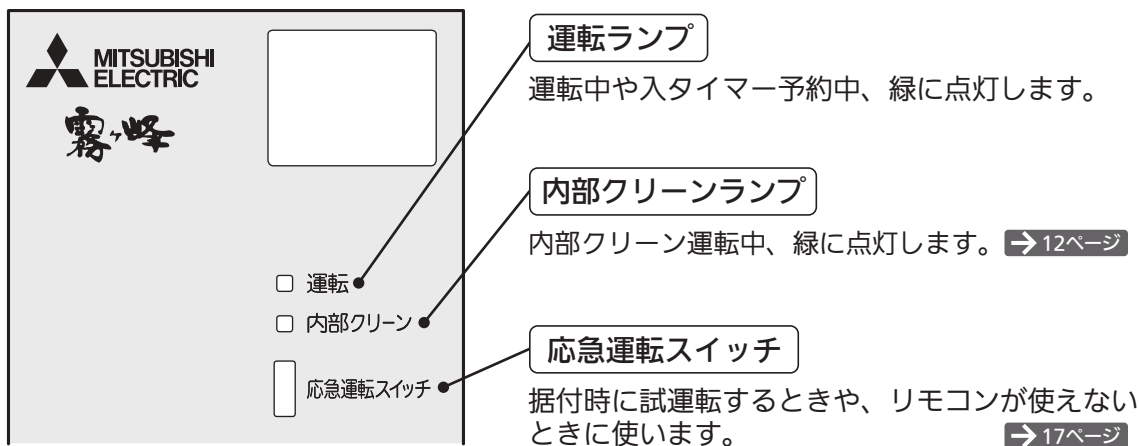 MITSUBISHI
ELECTRIC
霧ヶ峰
運転
内部クリーン
応急運転スイッチ
運転ランプ
運転中や入タイマー予約中、緑に点灯します。
内部クリーンランプ
内部クリーン運転中、緑に点灯します。→12ページ
応急運転スイッチ
据付時に試運転するときや、リモコンが使えない
ときに使います。→17ページ